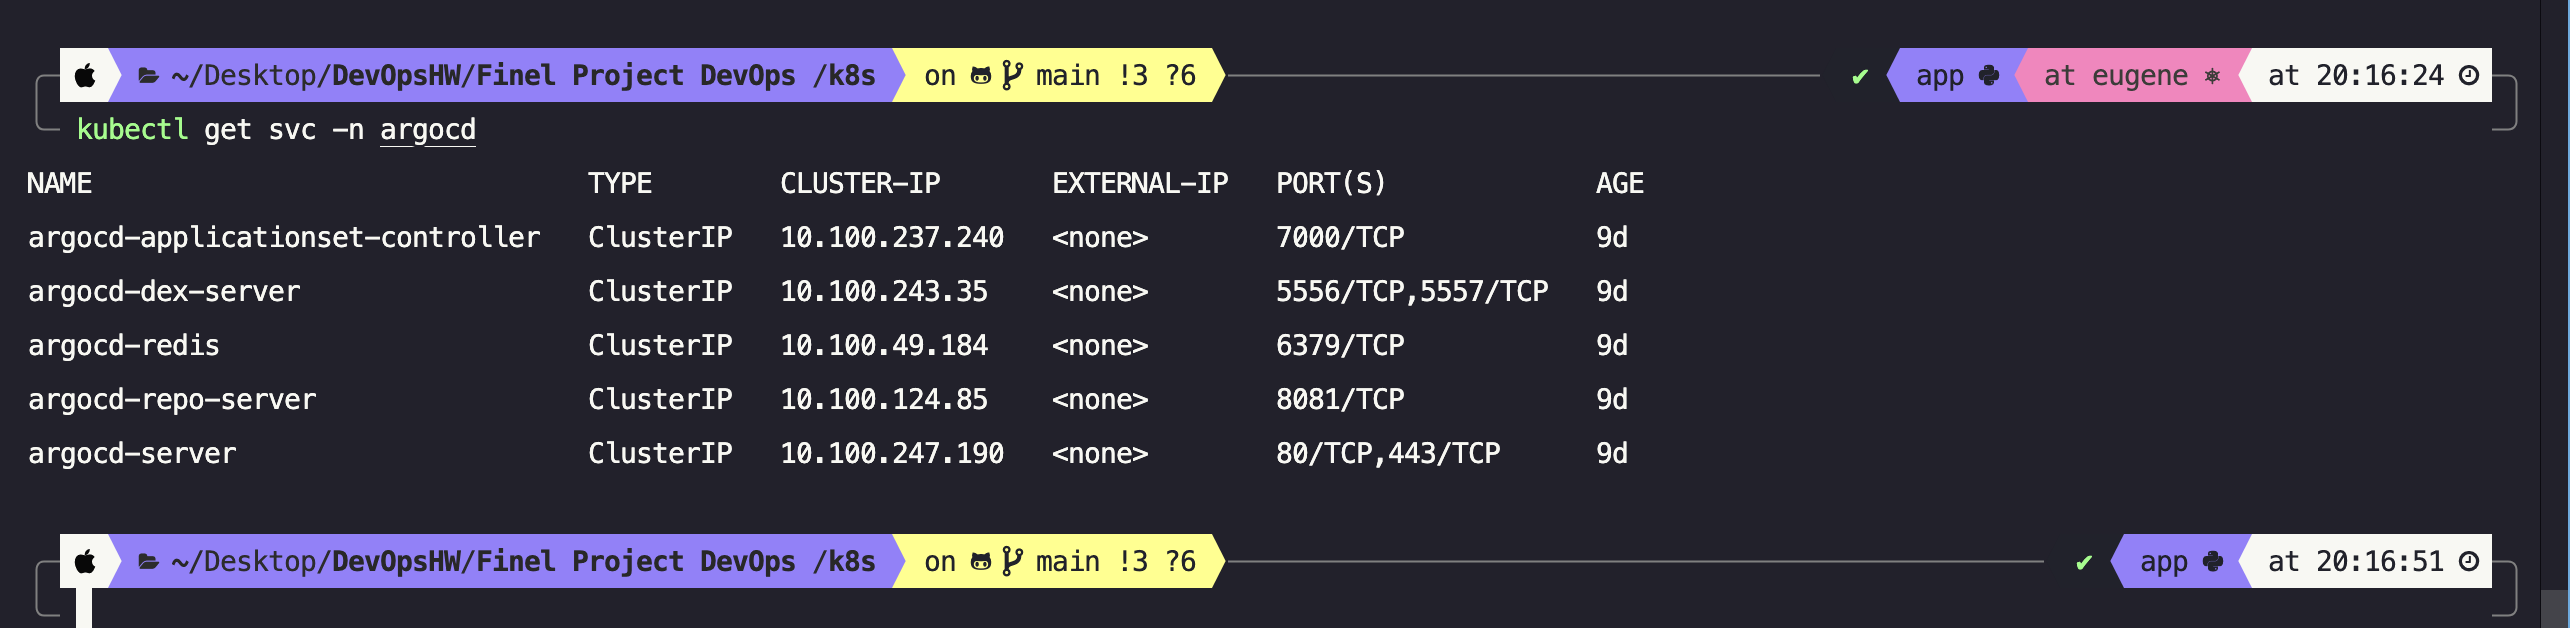 ~/Desktop/DevOpsHW/Finel Project DevOps /k8s on main !3 ?6 ✔ app at eugene at 20:16:24
kubectl get svc -n argocd
NAME TYPE CLUSTER-IP EXTERNAL-IP PORT(S) AGE
argocd-applicationset-controller ClusterIP 10.100.237.240 <none> 7000/TCP 9d
argocd-dex-server ClusterIP 10.100.243.35 <none> 5556/TCP,5557/TCP 9d
argocd-redis ClusterIP 10.100.49.184 <none> 6379/TCP 9d
argocd-repo-server ClusterIP 10.100.124.85 <none> 8081/TCP 9d
argocd-server ClusterIP 10.100.247.190 <none> 80/TCP,443/TCP 9d
~/Desktop/DevOpsHW/Finel Project DevOps /k8s on main !3 ?6 ✔ app at 20:16:51